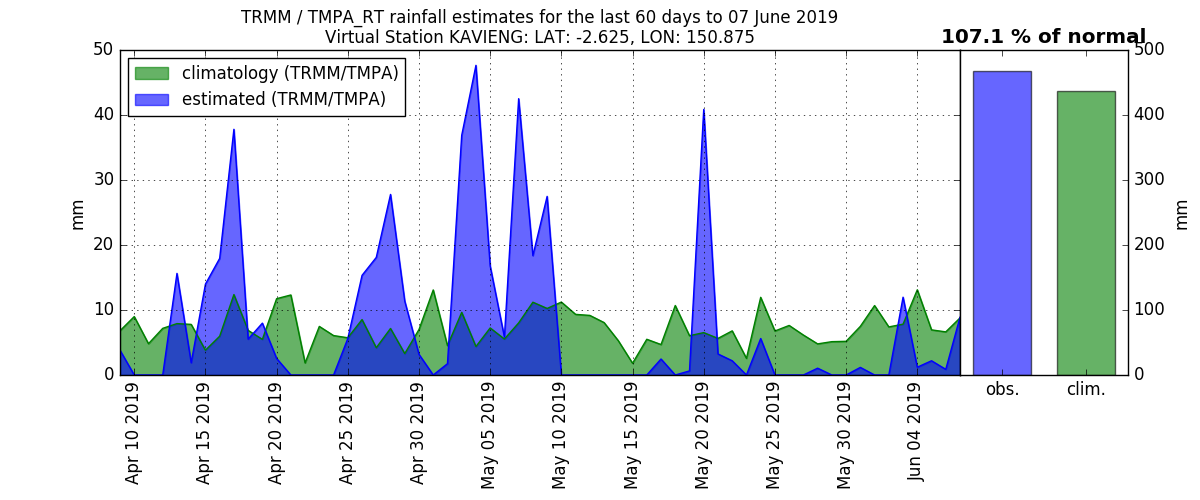 TRMM / TMPA_RT rainfall estimates for the last 60 days to 07 June 2019
Virtual Station KAVIENG: LAT: -2.625, LON: 150.875
107.1 % of normal
climatology (TRMM/TMPA)
estimated (TRMM/TMPA)
50
40
30
20
10
0
mm
Apr 10 2019
Apr 15 2019
Apr 20 2019
Apr 25 2019
Apr 30 2019
May 05 2019
May 10 2019
May 15 2019
May 20 2019
May 25 2019
May 30 2019
Jun 04 2019
500
400
300
200
100
0
mm
obs.
clim.